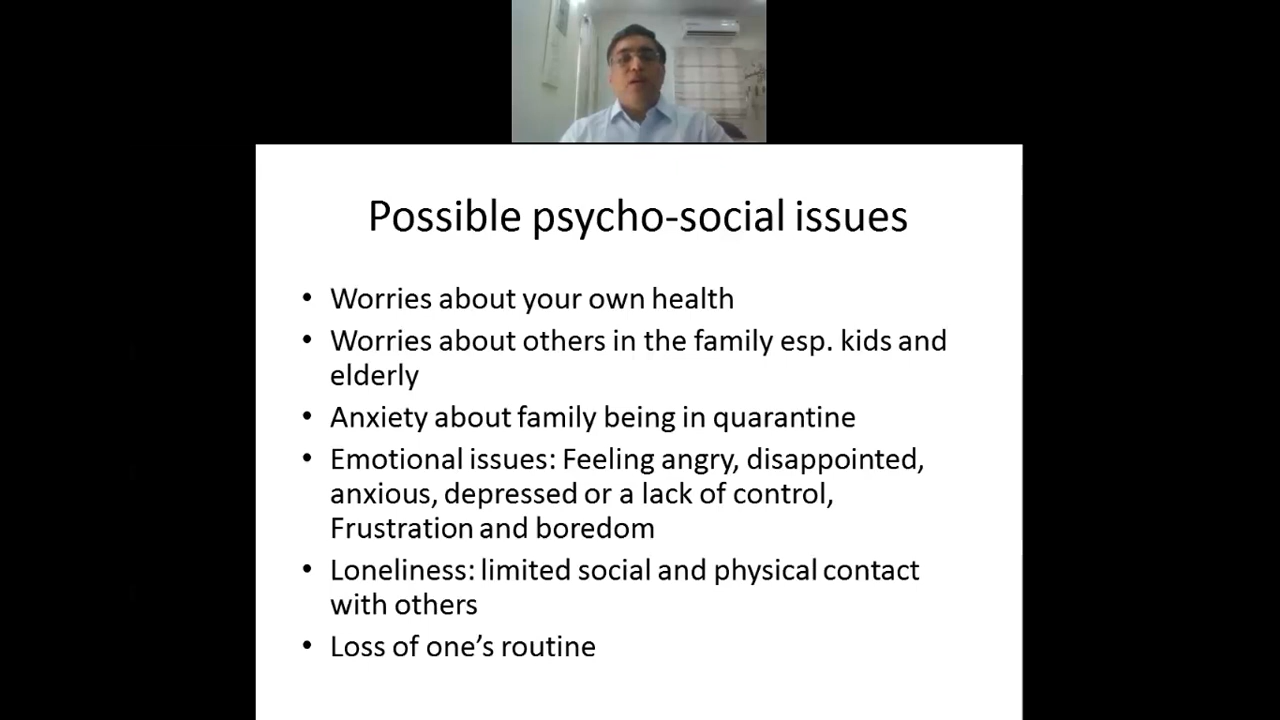 Possible psycho-social issues
• Worries about your own health
• Worries about others in the family esp. kids and
elderly
• Anxiety about family being in quarantine
• Emotional issues: Feeling angry, disappointed,
anxious, depressed or a lack of control,
Frustration and boredom
• Loneliness: limited social and physical contact
with others
• Loss of one’s routine